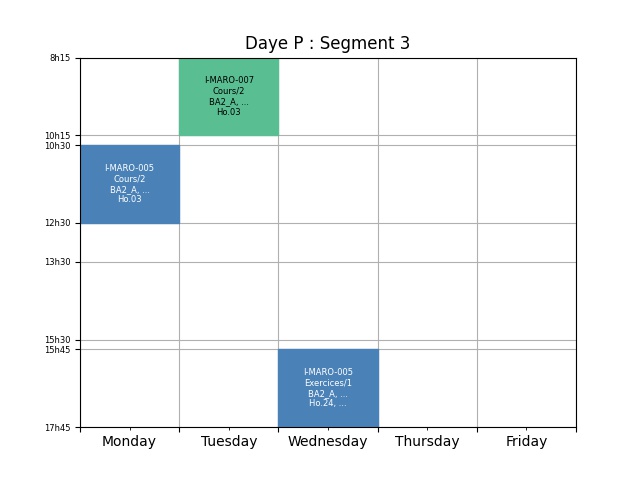 Daye P : Segment 3
8h15
I-MARO-007
Cours/2
BA2_A, ...
Ho.03
10h15
10h30
I-MARO-005
Cours/2
BA2_A, ...
Ho.03
12h30
13h30
15h30
15h45
I-MARO-005
Exercices/1
BA2_A, ...
Ho.24, ...
17h45
Monday Tuesday Wednesday Thursday Friday